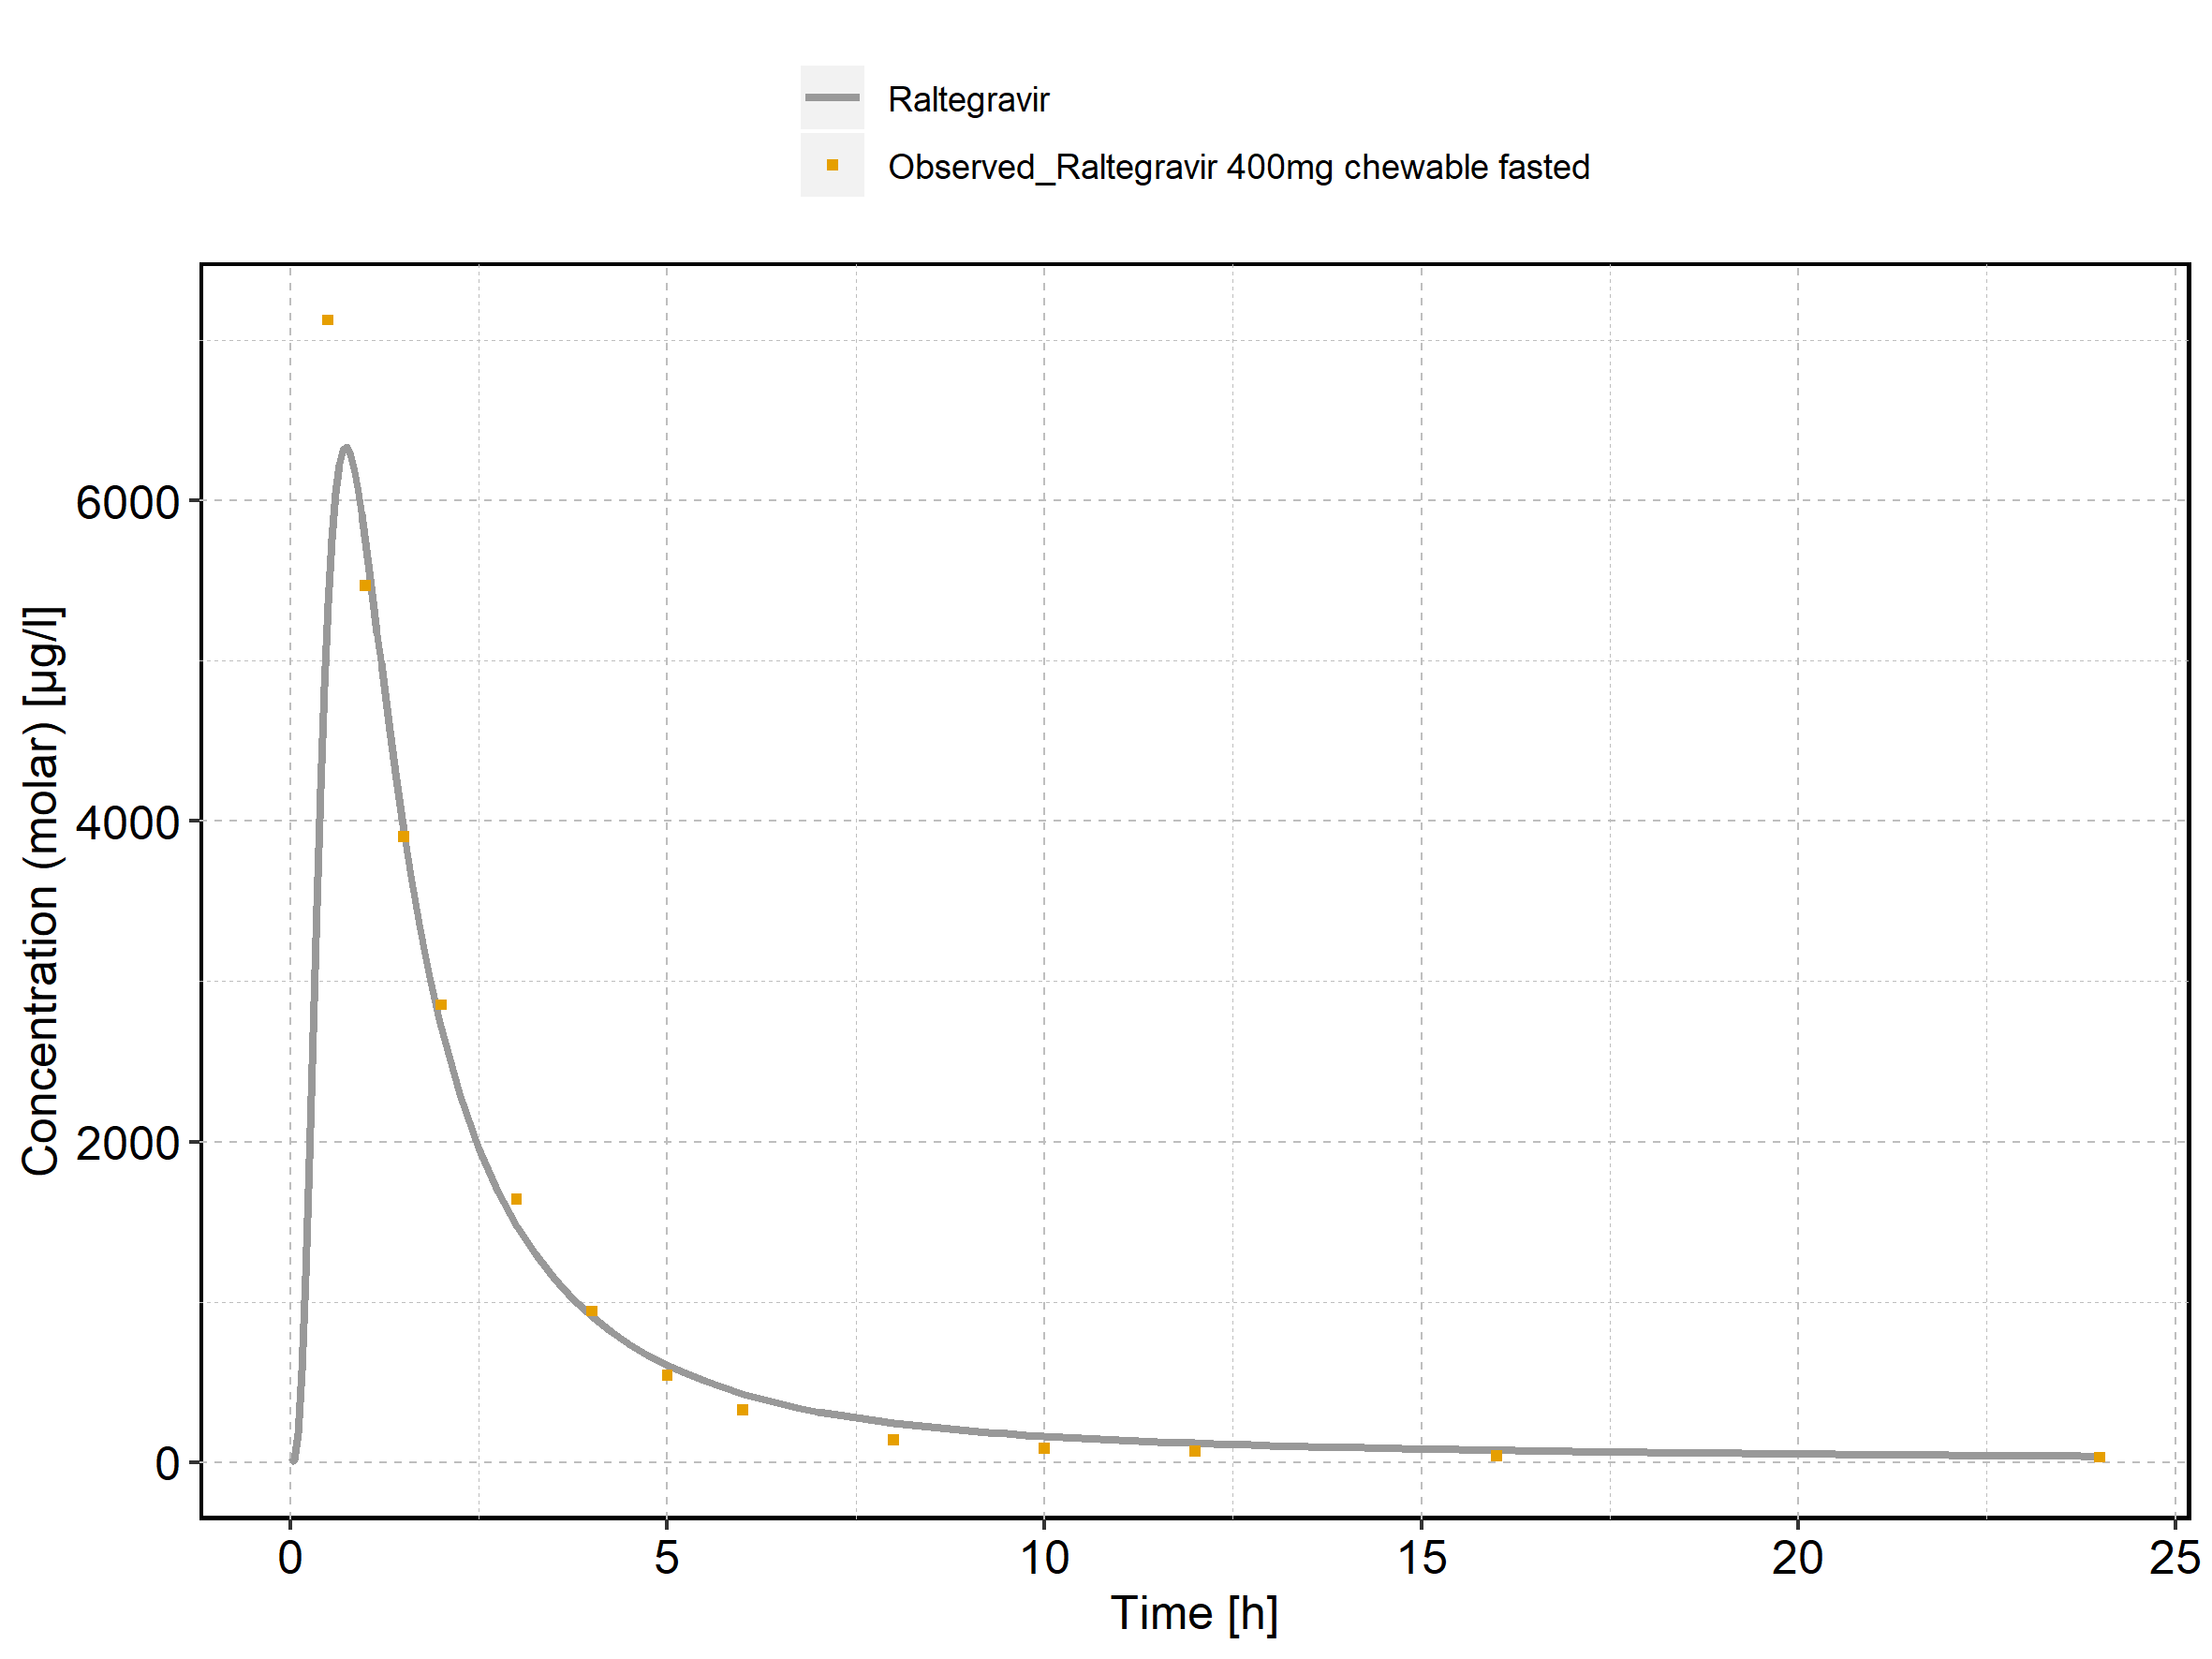 Raltegravir
Observed_Raltegravir 400mg chewable fasted
Concentration (molar) [µg/l]
6000
4000
2000
0
0 5 10 15 20 25
Time [h]